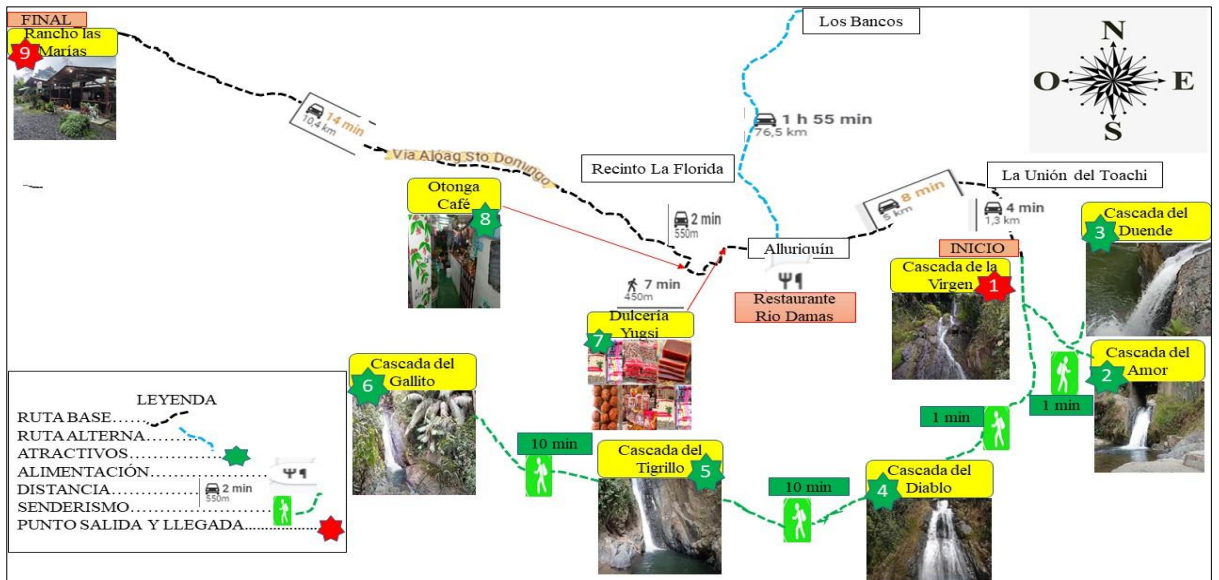 FINAL
Rancho las
Marías
9
14 min
10,4 km
Vía Alóag Sto Domingo
Los Bancos
1 h 55 min
76,5 km
N
O
E
S
Recinto La Florida
La Unión del Toachi
8 min
5 km
4 min
1,3 km
Otonga
Café
8
2 min
550m
Alluriquín
INICIO
Cascada de la
Virgen
1
Cascada del
Duende
3
7 min
450m
Restaurante
Río Damas
Dulcería
Yugsi
7
Cascada del
Amor
2
1 min
1 min
Cascada del
Gallito
6
10 min
Cascada del
Tigrillo
5
10 min
Cascada del
Diablo
4
LEYENDA
RUTA BASE......
RUTA ALTERNA.........
ATRACTIVOS.....................
ALIMENTACIÓN...................
DISTANCIA..............
2 min
550m
SENDERISMO.......................
PUNTO SALIDA Y LLEGADA...................